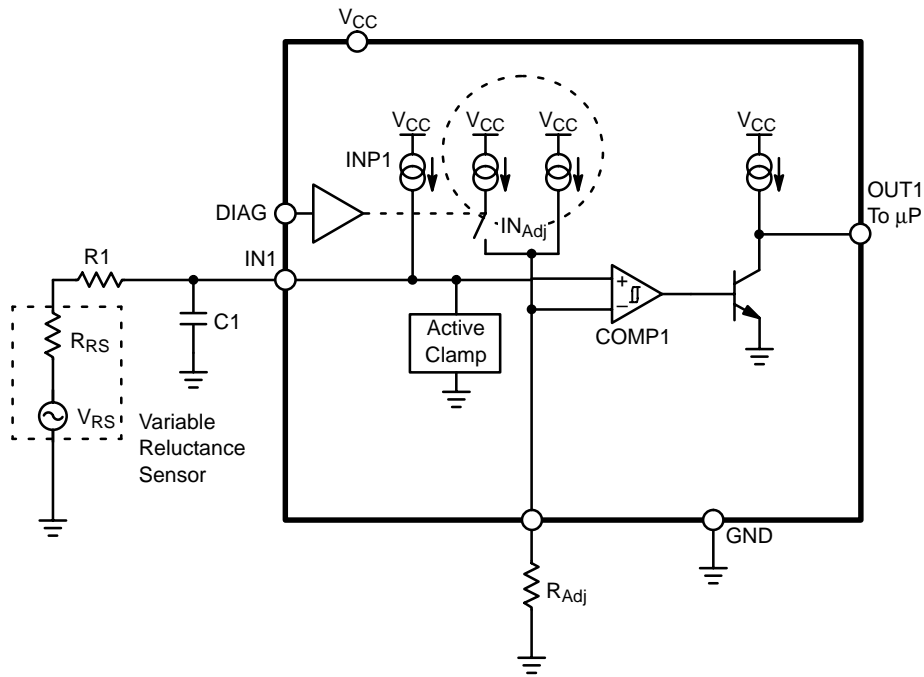 VCC
VCC
VCC
VCC
VCC
INP1
OUT1
To µP
DIAG
INAdj
IN1
R1
+
−
COMP1
C1
Active
Clamp
RRS
VRS
Variable
Reluctance
Sensor
GND
RAdj